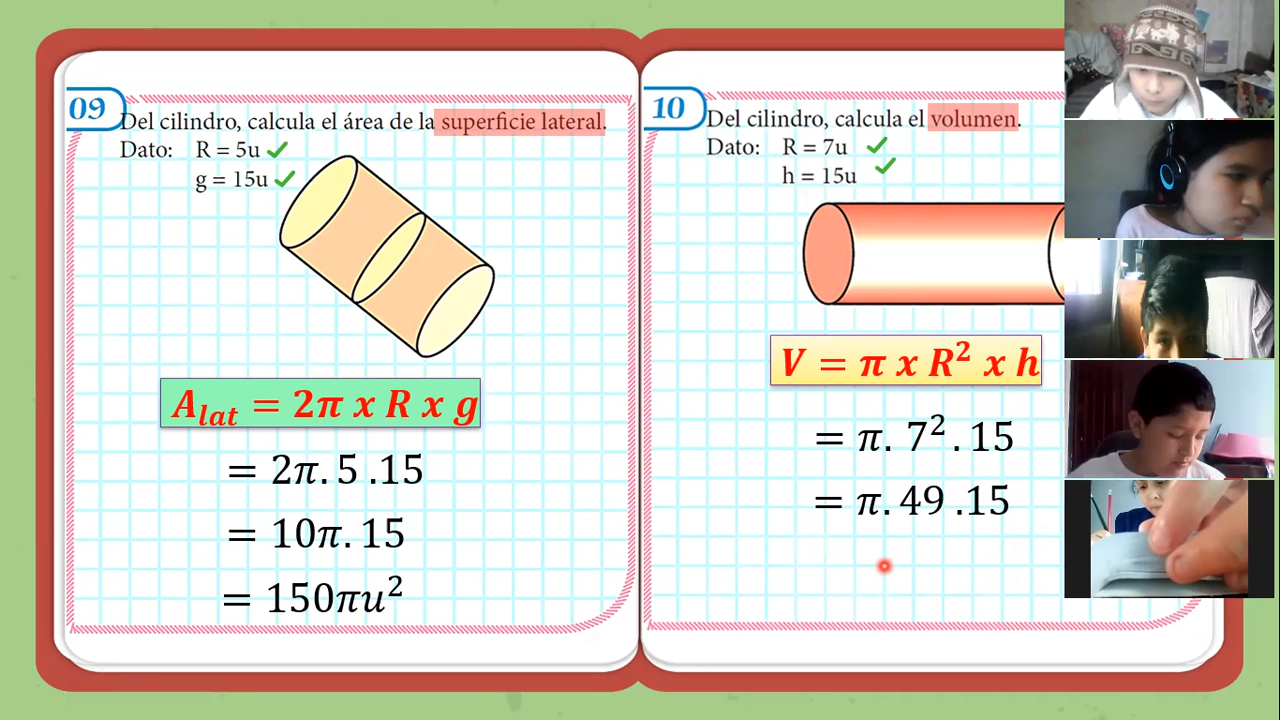 09
Del cilindro, calcula el área de la superficie lateral.
Dato: R = 5u
g = 15u
A_lat = 2π x R x g
= 2π. 5 .15
= 10π. 15
= 150πu²
10
Del cilindro, calcula el volumen.
Dato: R = 7u
h = 15u
V = π x R² x h
= π. 7² . 15
= π. 49 .15